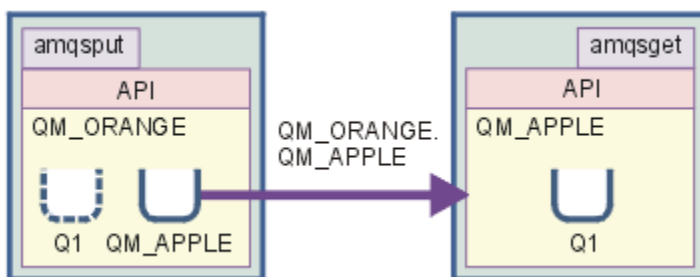 amqsput
API
QM_ORANGE
Q1 QM_APPLE
QM_ORANGE.
QM_APPLE
amqsget
API
QM_APPLE
Q1